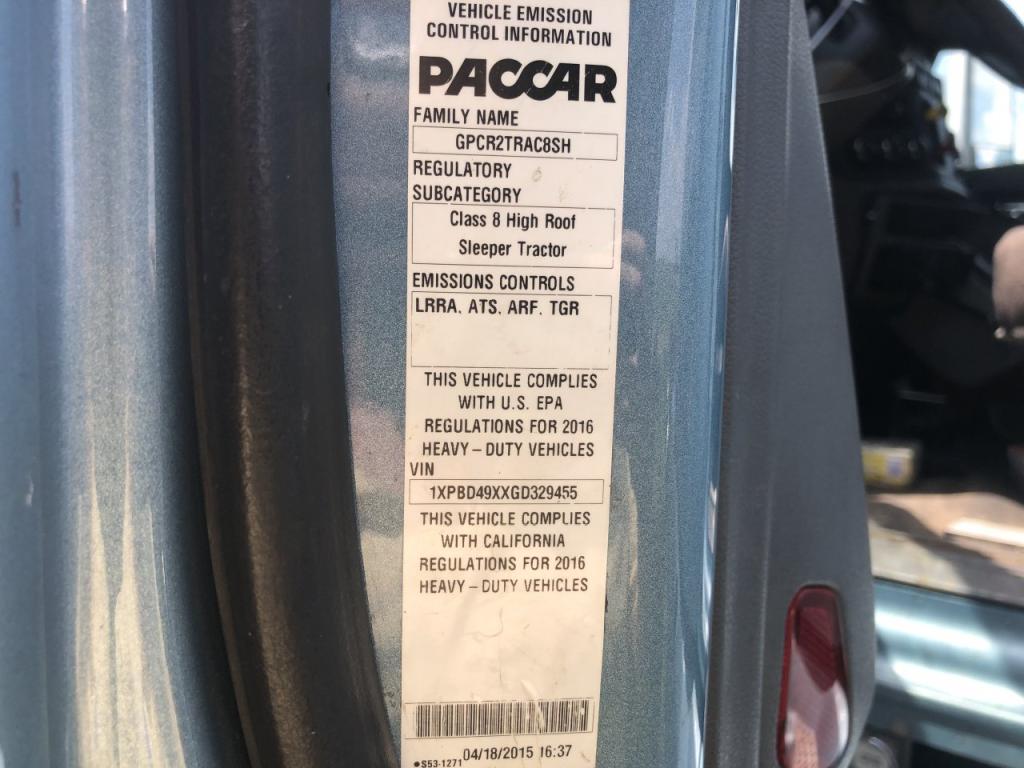 VEHICLE EMISSION
CONTROL INFORMATION
PACCAR
FAMILY NAME
GPCR2TRAC8SH
REGULATORY
SUBCATEGORY
Class 8 High Roof
Sleeper Tractor
EMISSIONS CONTROLS
LRRA, ATS, ARF, TGR
THIS VEHICLE COMPLIES
WITH U.S. EPA
REGULATIONS FOR 2016
HEAVY-DUTY VEHICLES
VIN
1XPBD49XXGD329455
THIS VEHICLE COMPLIES
WITH CALIFORNIA
REGULATIONS FOR 2016
HEAVY-DUTY VEHICLES
•S53-1271 04/18/2015 16:37